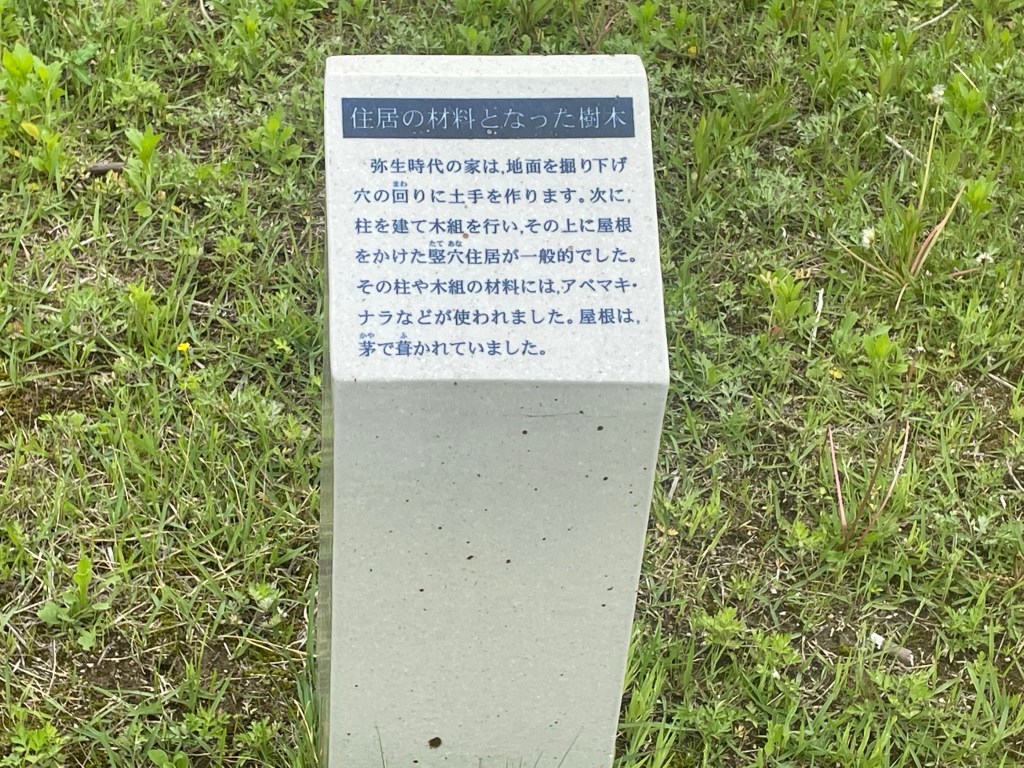 住居の材料となった樹木
弥生時代の家は,地面を掘り下げ
穴の回りに土手を作ります。次に,
柱を建て木組を行い,その上に屋根
をかけた竪穴住居が一般的でした。
その柱や木組の材料には,アベマキ・
ナラなどが使われました。屋根は,
茅で葺かれていました。